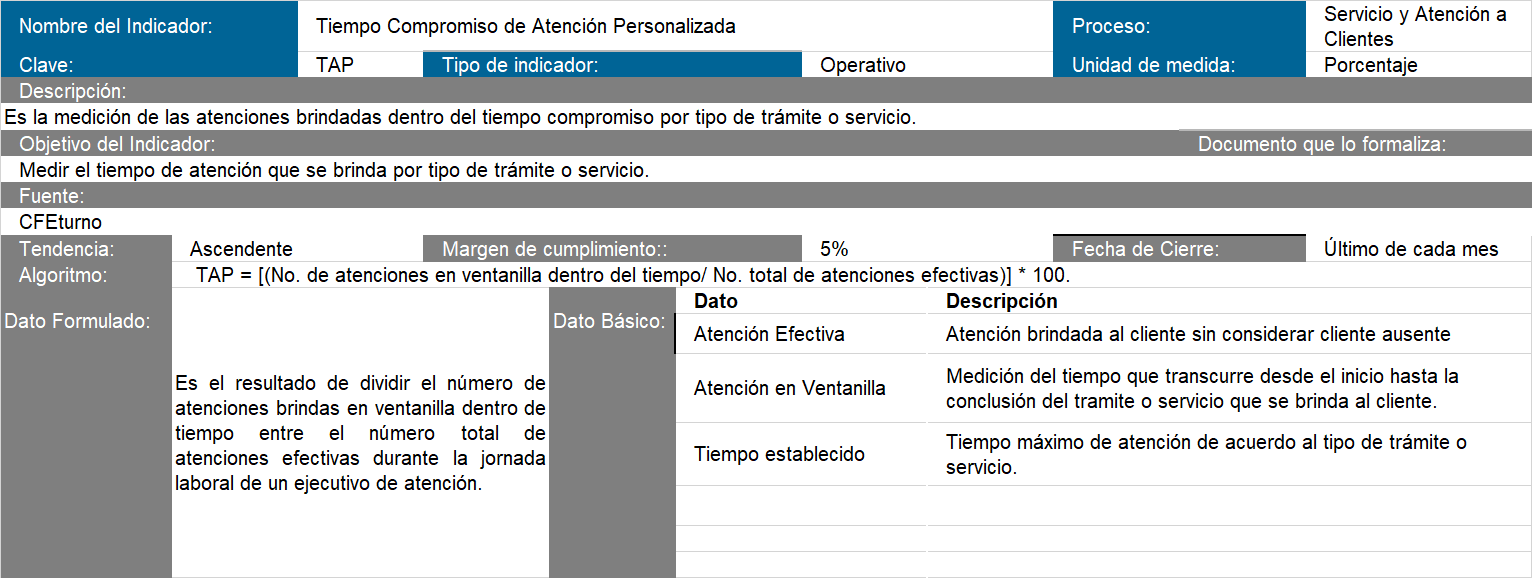 Nombre del Indicador: Tiempo Compromiso de Atención Personalizada Proceso: Servicio y Atención a
Clientes
Clave: TAP Tipo de indicador: Operativo Unidad de medida: Porcentaje
Descripción:
Es la medición de las atenciones brindadas dentro del tiempo compromiso por tipo de trámite o servicio.
Objetivo del Indicador: Documento que lo formaliza:
Medir el tiempo de atención que se brinda por tipo de trámite o servicio.
Fuente:
CFEturno
Tendencia: Ascendente Margen de cumplimiento:: 5% Fecha de Cierre: Último de cada mes
Algoritmo: TAP = [(No. de atenciones en ventanilla dentro del tiempo/ No. total de atenciones efectivas)] * 100.
Dato Formulado:
Es el resultado de dividir el número de
atenciones brindas en ventanilla dentro de
tiempo entre el número total de
atenciones efectivas durante la jornada
laboral de un ejecutivo de atención.
Dato Básico:
Dato Descripción
Atención Efectiva Atención brindada al cliente sin considerar cliente ausente
Atención en Ventanilla Medición del tiempo que transcurre desde el inicio hasta la
conclusión del tramite o servicio que se brinda al cliente.
Tiempo establecido Tiempo máximo de atención de acuerdo al tipo de trámite o
servicio.